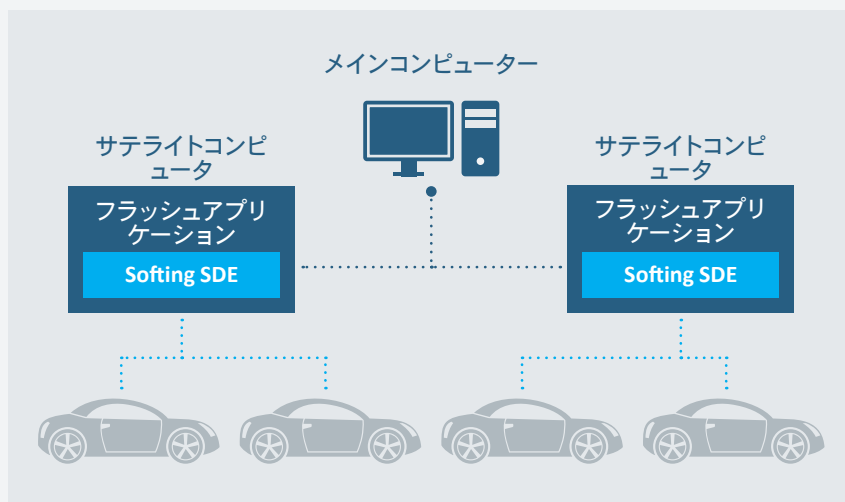 メインコンピューター
サテライトコンピ
ュータ
フラッシュアプリ
ケーション
Softing SDE
サテライトコンピ
ュータ
フラッシュアプリ
ケーション
Softing SDE